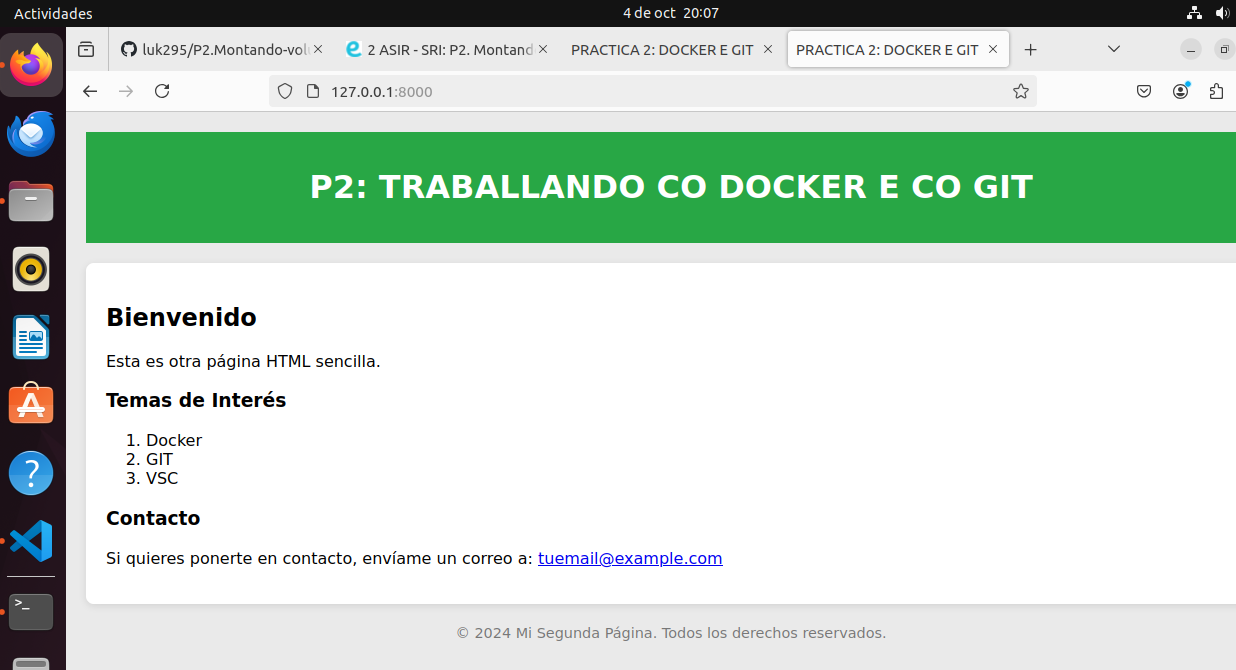 Actividades
4 de oct 20:07
luk295/P2.Montando-vol
2 ASIR - SRI: P2. Montand
PRACTICA 2: DOCKER E GIT
PRACTICA 2: DOCKER E GIT
127.0.0.1:8000
P2: TRABALLANDO CO DOCKER E CO GIT
Bienvenido
Esta es otra página HTML sencilla.
Temas de Interés
1. Docker
2. GIT
3. VSC
Contacto
Si quieres ponerte en contacto, envíame un correo a: tuemail@example.com
© 2024 Mi Segunda Página. Todos los derechos reservados.